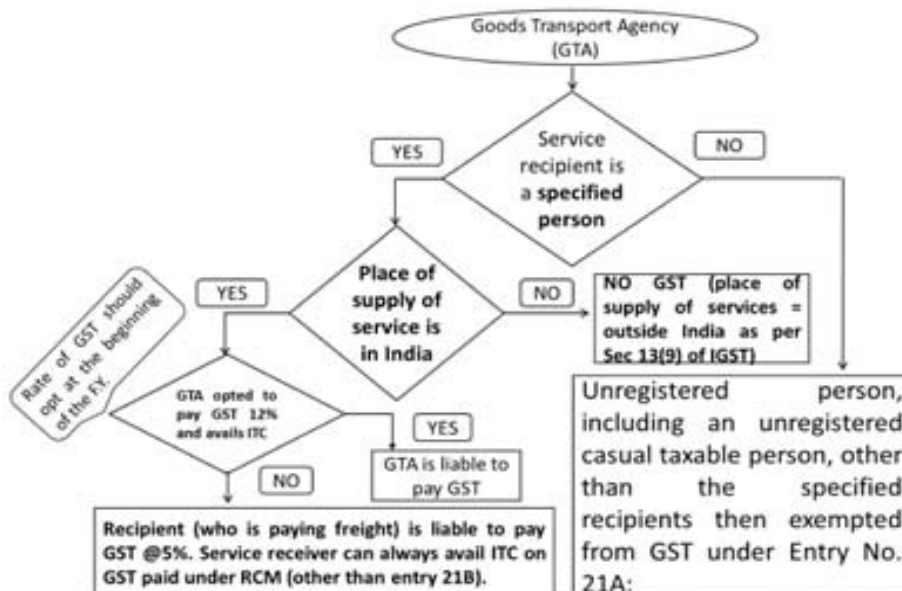 Goods Transport Agency
(GTA)
YES
NO
Service
recipient is
a specified
person
Place of
supply of
service is
in India
YES
NO
NO GST (place of
supply of services =
outside India as per
Sec 13(9) of IGST)
Rate of GST should
opt at the beginning
of the F.Y.
GTA opted to
pay GST 12%
and avails ITC
YES
GTA is liable to
pay GST
NO
Recipient (who is paying freight) is liable to pay
GST @5%. Service receiver can always avail ITC on
GST paid under RCM (other than entry 21B).
Unregistered person,
including an unregistered
casual taxable person, other
than the specified
recipients then exempted
from GST under Entry No.
21A;